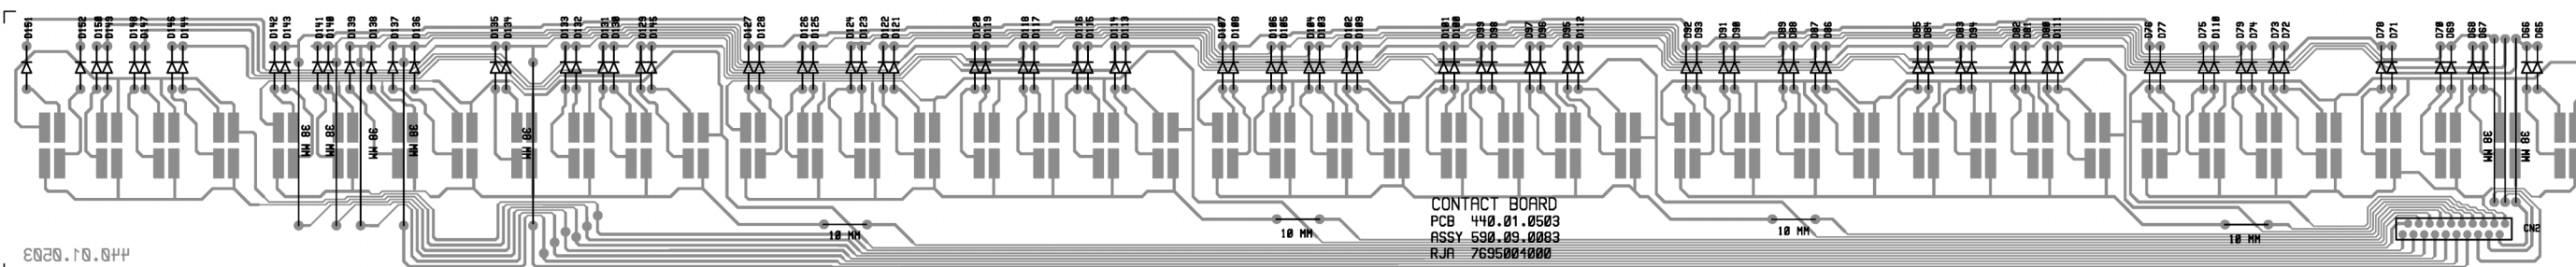 D151 D152 D150 D149 D148 D147 D146 D144 D142 D143 D141 D140 D139 D138 D137 D136 D135 D134 D133 D132 D131 D130 D129 D145 D127 D128 D126 D125 D124 D123 D122 D121 D120 D119 D118 D117 D116 D115 D114 D113 D107 D108 D106 D105 D104 D103 D102 D109 D101 D100 D99 D98 D97 D96 D95 D112 D92 D93 D91 D90 D89 D88 D87 D86 D85 D84 D83 D94 D82 D81 D80 D111 D76 D77 D75 D110 D79 D74 D73 D72 D78 D71 D70 D69 D68 D67 D66 D65
38 MM 38 MM 38 MM 38 MM 38 MM 38 MM 38 MM
CONTACT BOARD
PCB 440.01.0503
10 MM 10 MM 10 MM 10 MM CN2
ASSY 590.09.0083
RJA 7695004000
440.01.0503